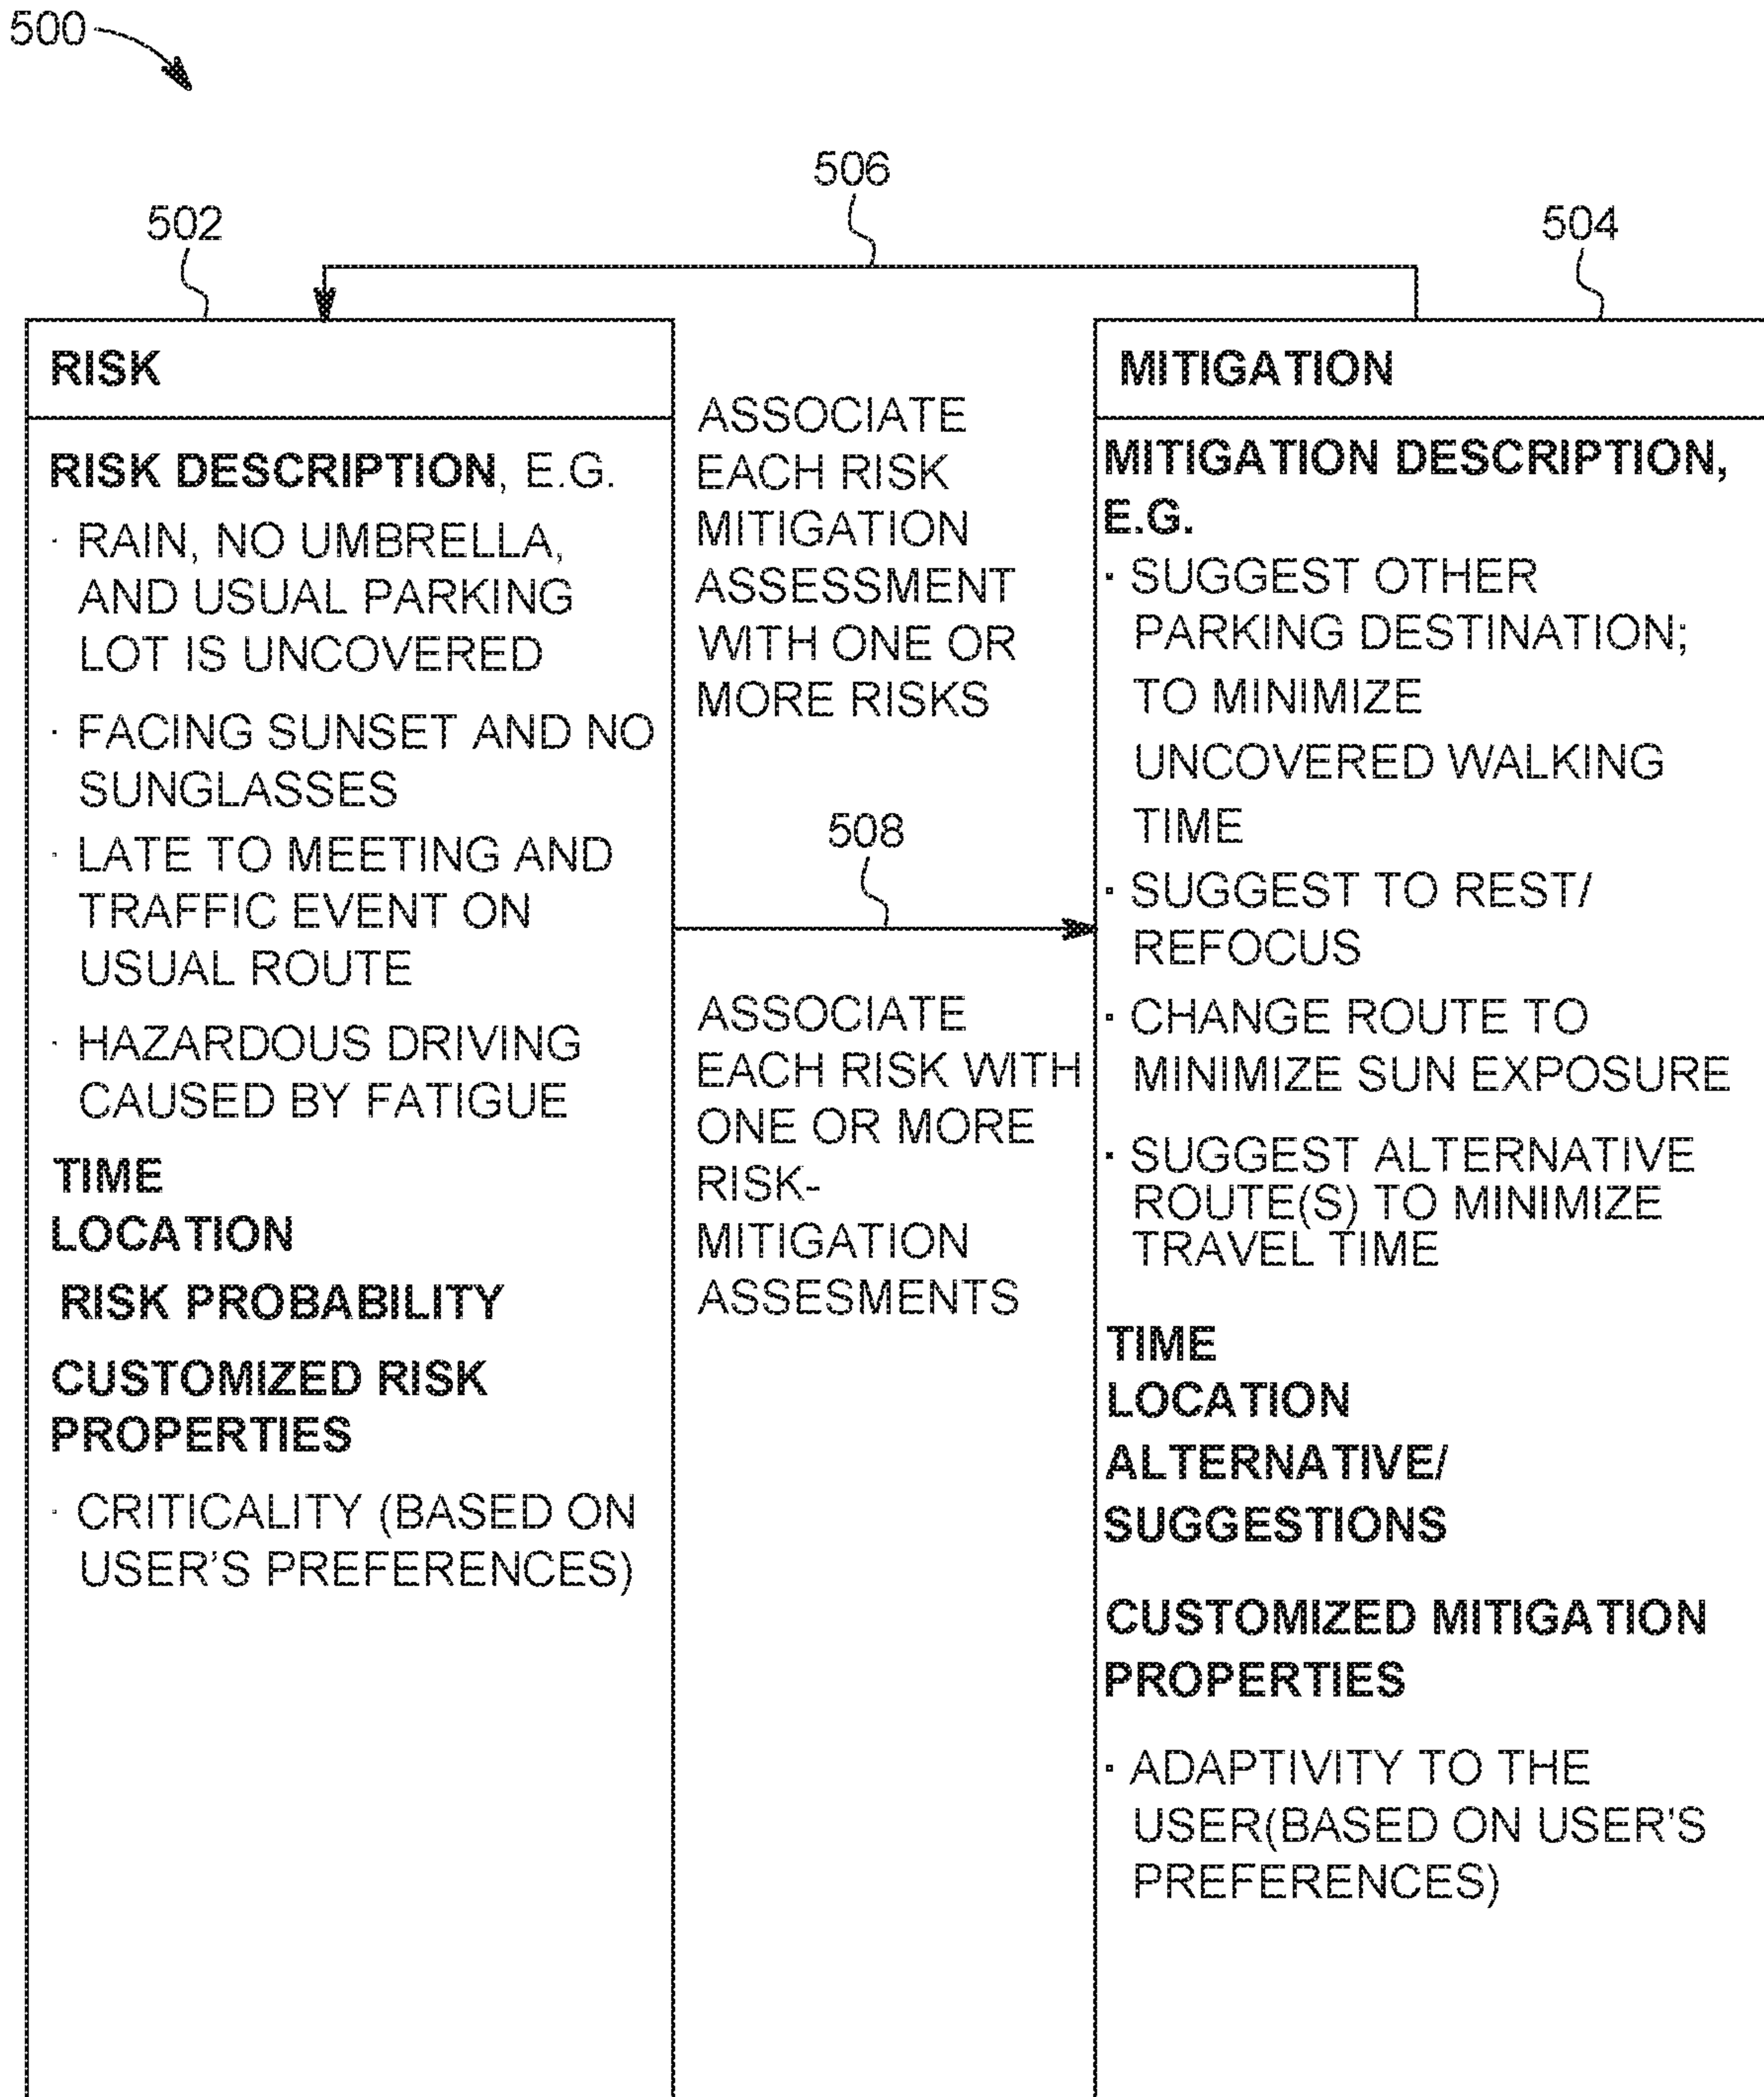 500
506
502
504
RISK
RISK DESCRIPTION, E.G.
· RAIN, NO UMBRELLA,
AND USUAL PARKING
LOT IS UNCOVERED
· FACING SUNSET AND NO
SUNGLASSES
· LATE TO MEETING AND
TRAFFIC EVENT ON
USUAL ROUTE
· HAZARDOUS DRIVING
CAUSED BY FATIGUE
TIME
LOCATION
RISK PROBABILITY
CUSTOMIZED RISK
PROPERTIES
· CRITICALITY (BASED ON
USER'S PREFERENCES)
ASSOCIATE
EACH RISK
MITIGATION
ASSESSMENT
WITH ONE OR
MORE RISKS
508
ASSOCIATE
EACH RISK WITH
ONE OR MORE
RISK-
MITIGATION
ASSESMENTS
MITIGATION
MITIGATION DESCRIPTION,
E.G.
· SUGGEST OTHER
PARKING DESTINATION;
TO MINIMIZE
UNCOVERED WALKING
TIME
· SUGGEST TO REST/
REFOCUS
· CHANGE ROUTE TO
MINIMIZE SUN EXPOSURE
· SUGGEST ALTERNATIVE
ROUTE(S) TO MINIMIZE
TRAVEL TIME
TIME
LOCATION
ALTERNATIVE/
SUGGESTIONS
CUSTOMIZED MITIGATION
PROPERTIES
· ADAPTIVITY TO THE
USER(BASED ON USER'S
PREFERENCES)